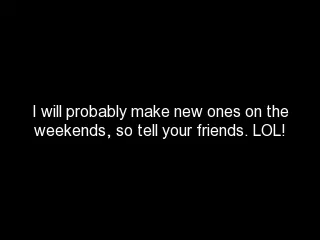 I will probably make new ones on the
weekends, so tell your friends. LOL!